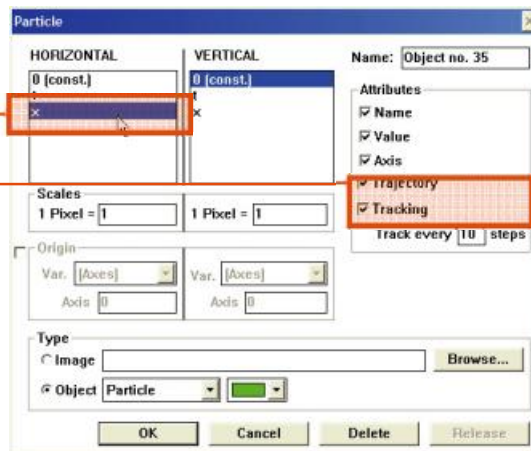 Particle
HORIZONTAL
0 (const.)
t
x
VERTICAL
0 (const.)
t
x
Name: Object no. 35
Attributes
Name
Value
Axis
Trajectory
Tracking
Track every 10 steps
Scales
1 Pixel = 1
1 Pixel = 1
Origin
Var. [Axes]
Axis 0
Var. [Axes]
Axis 0
Type
Image
Browse...
Object Particle
OK Cancel Delete Release